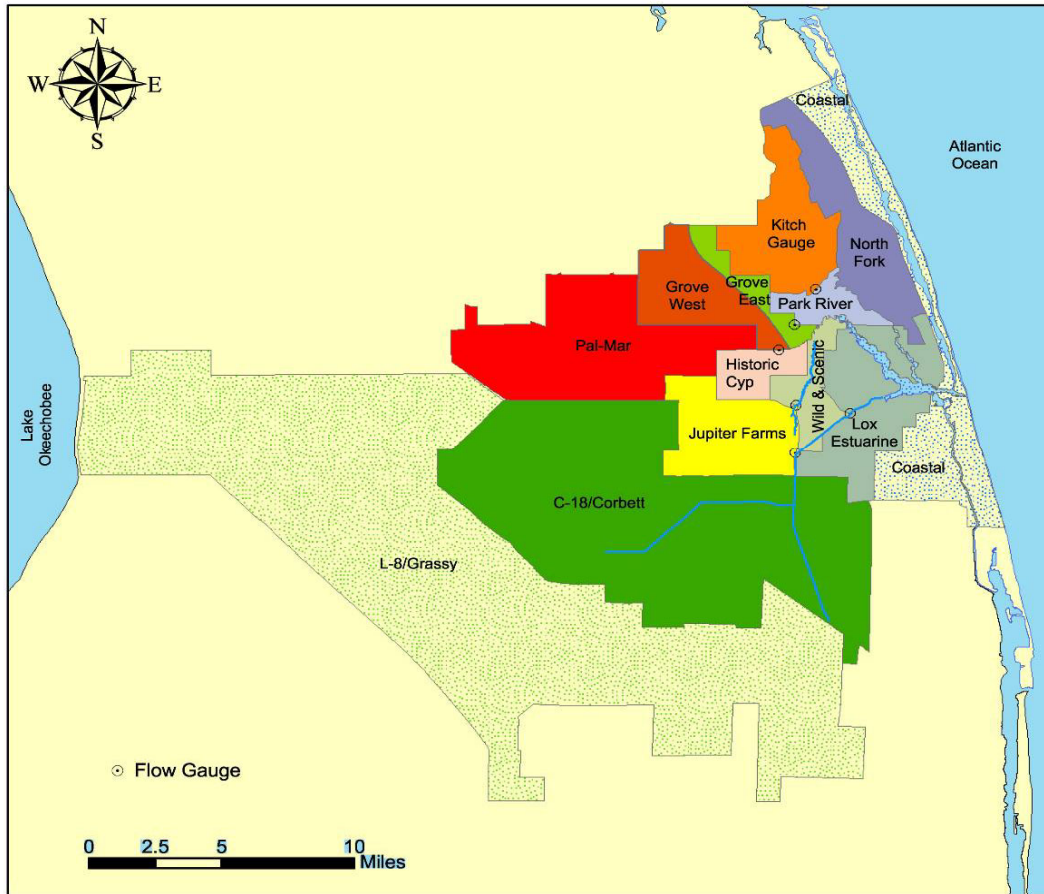 N
W
E
S
Coastal
Atlantic
Ocean
Kitch
Gauge
North
Fork
Grove
West
Grove
East
Park River
Pal-Mar
Historic
Cyp
Wild & Scenic
Lake
Okeechobee
Jupiter Farms
Lox
Estuarine
Coastal
C-18/Corbett
L-8/Grassy
Flow Gauge
0
2.5
5
10
Miles